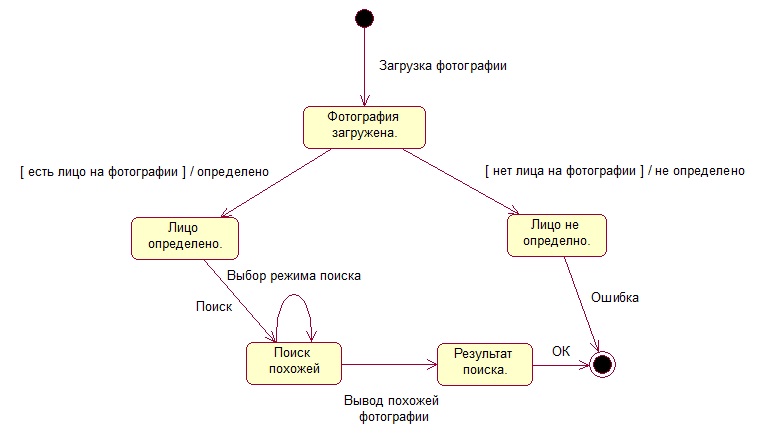 Загрузка фотографии
Фотография
загружена.
[ есть лицо на фотографии ] / определено
[ нет лица на фотографии ] / не определено
Лицо
определено.
Лицо не
определно.
Выбор режима поиска
Поиск
Ошибка
Поиск
похожей
Результат
поиска.
ОК
Вывод похожей
фотографии